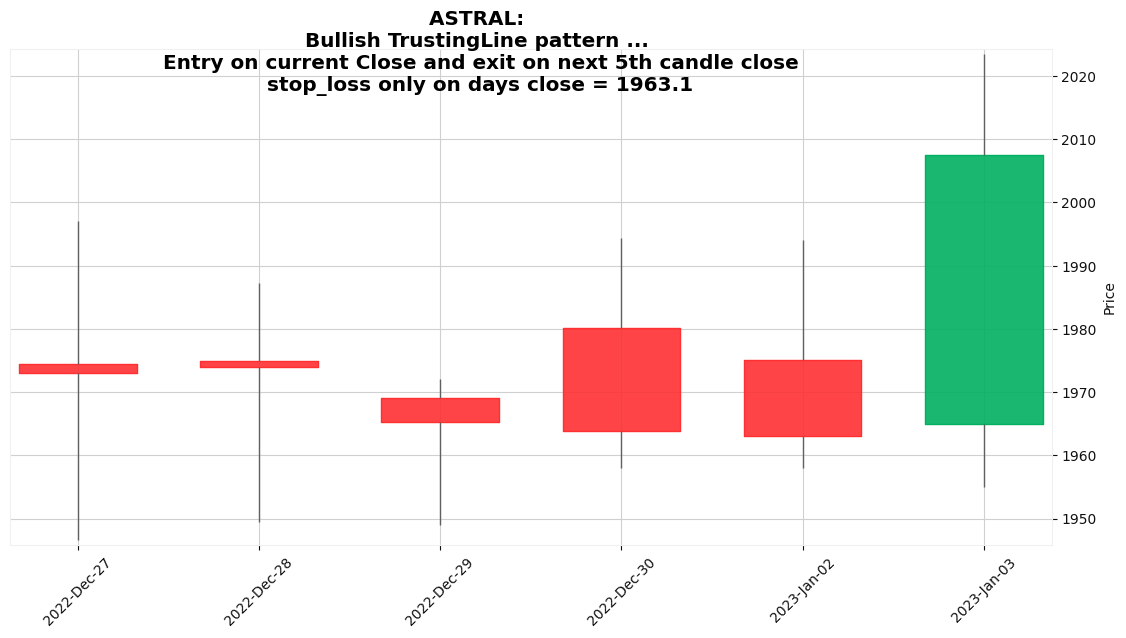 ASTRAL:
Bullish TrustingLine pattern ...
Entry on current Close and exit on next 5th candle close
stop_loss only on days close = 1963.1
2020
2010
2000
1990
1980
1970
1960
1950
Price
2022-Dec-27
2022-Dec-28
2022-Dec-29
2022-Dec-30
2023-Jan-02
2023-Jan-03